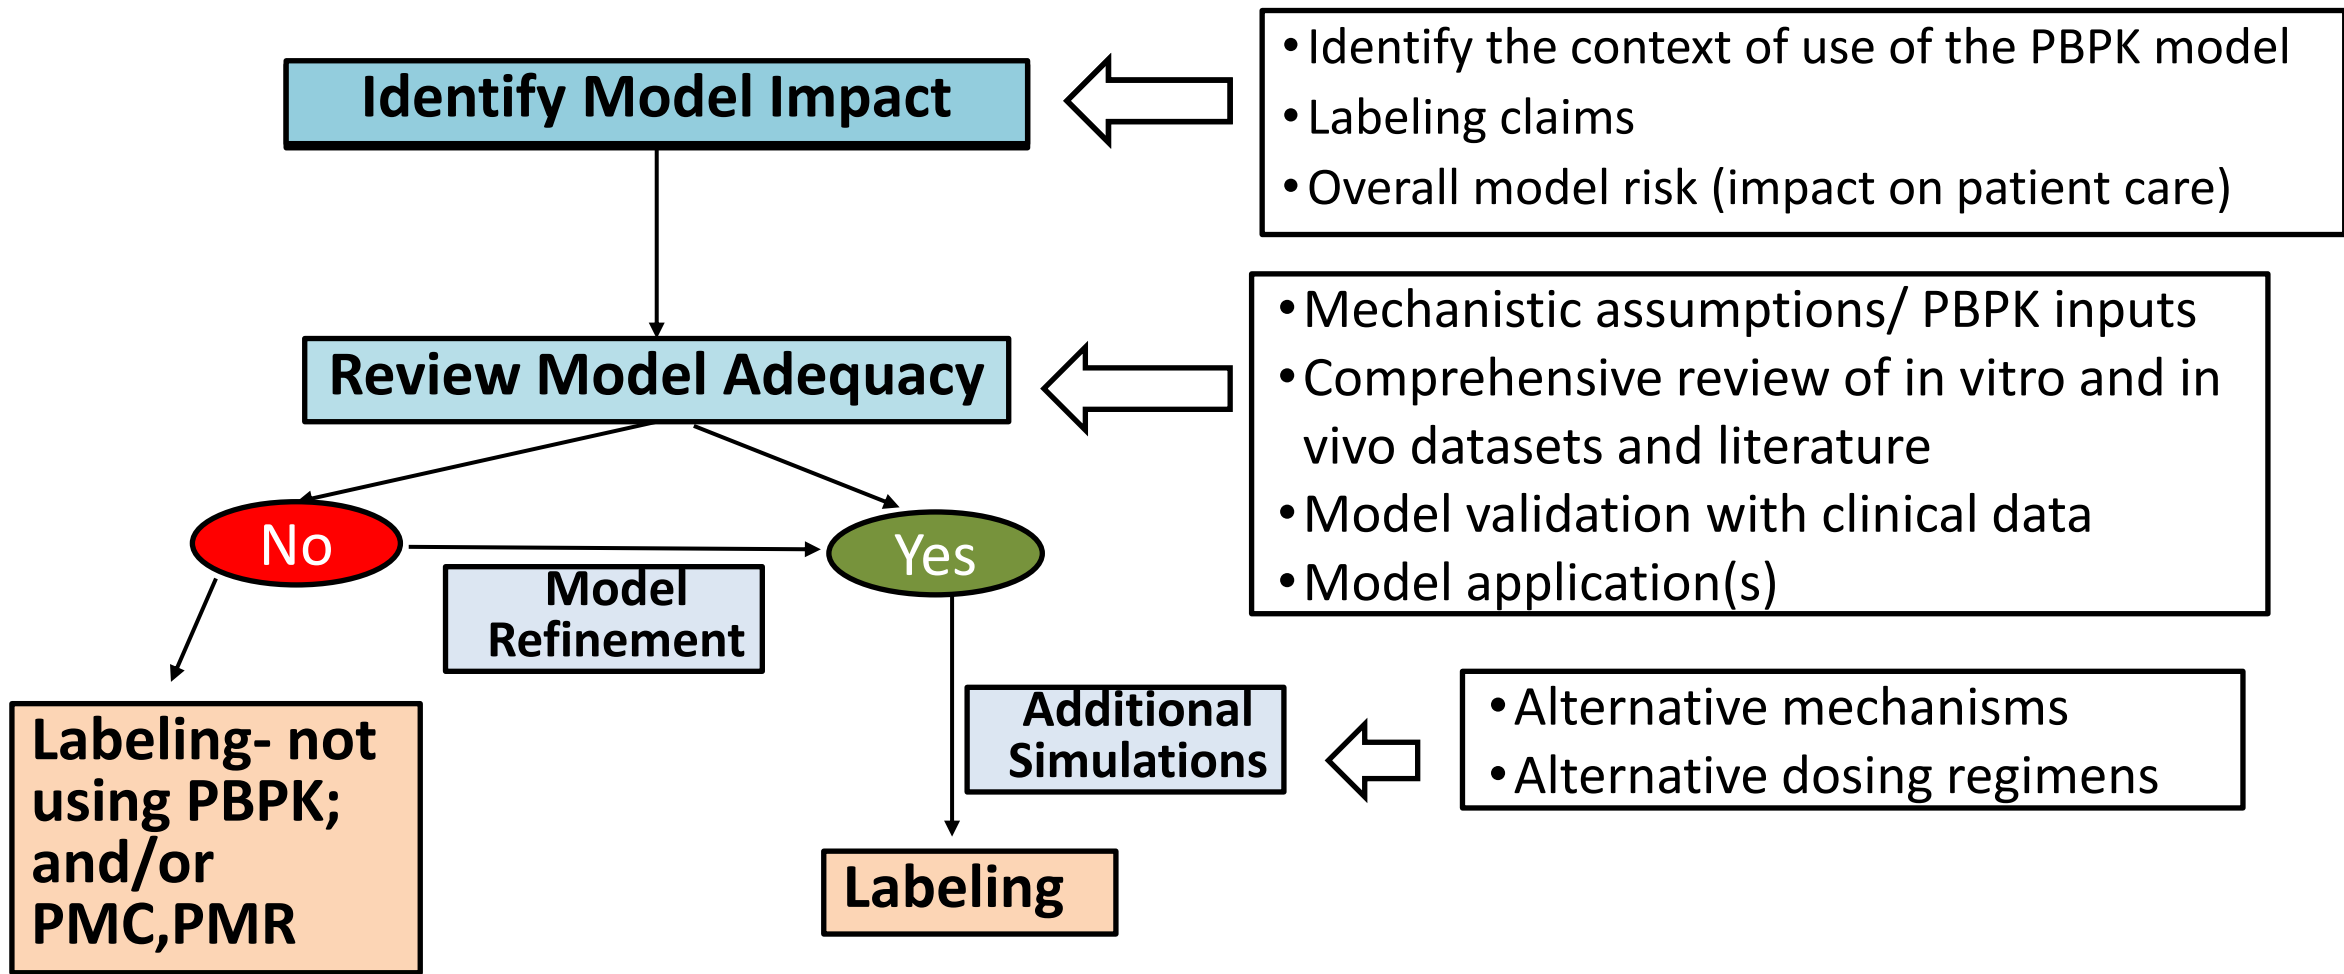 Identify Model Impact
• Identify the context of use of the PBPK model
• Labeling claims
• Overall model risk (impact on patient care)
Review Model Adequacy
• Mechanistic assumptions/ PBPK inputs
• Comprehensive review of in vitro and in
vivo datasets and literature
• Model validation with clinical data
• Model application(s)
No
Yes
Model
Refinement
Additional
Simulations
• Alternative mechanisms
• Alternative dosing regimens
Labeling- not
using PBPK;
and/or
PMC,PMR
Labeling